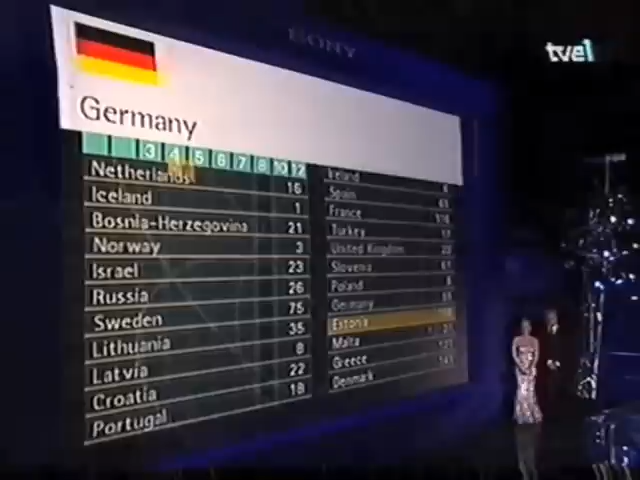 SONY
tve1
Germany
3 4 5 6 7 8 10 12
Netherlands 16
Iceland 1
Bosnia-Herzegovina 21
Norway 3
Israel 23
Russia 26
Sweden 75
Lithuania 35
Latvia 8
Croatia 22
Portugal 18
Ireland
Spain
France
Turkey
United Kingdom
Slovenia
Poland
Germany
Estonia
Malta
Greece
Denmark